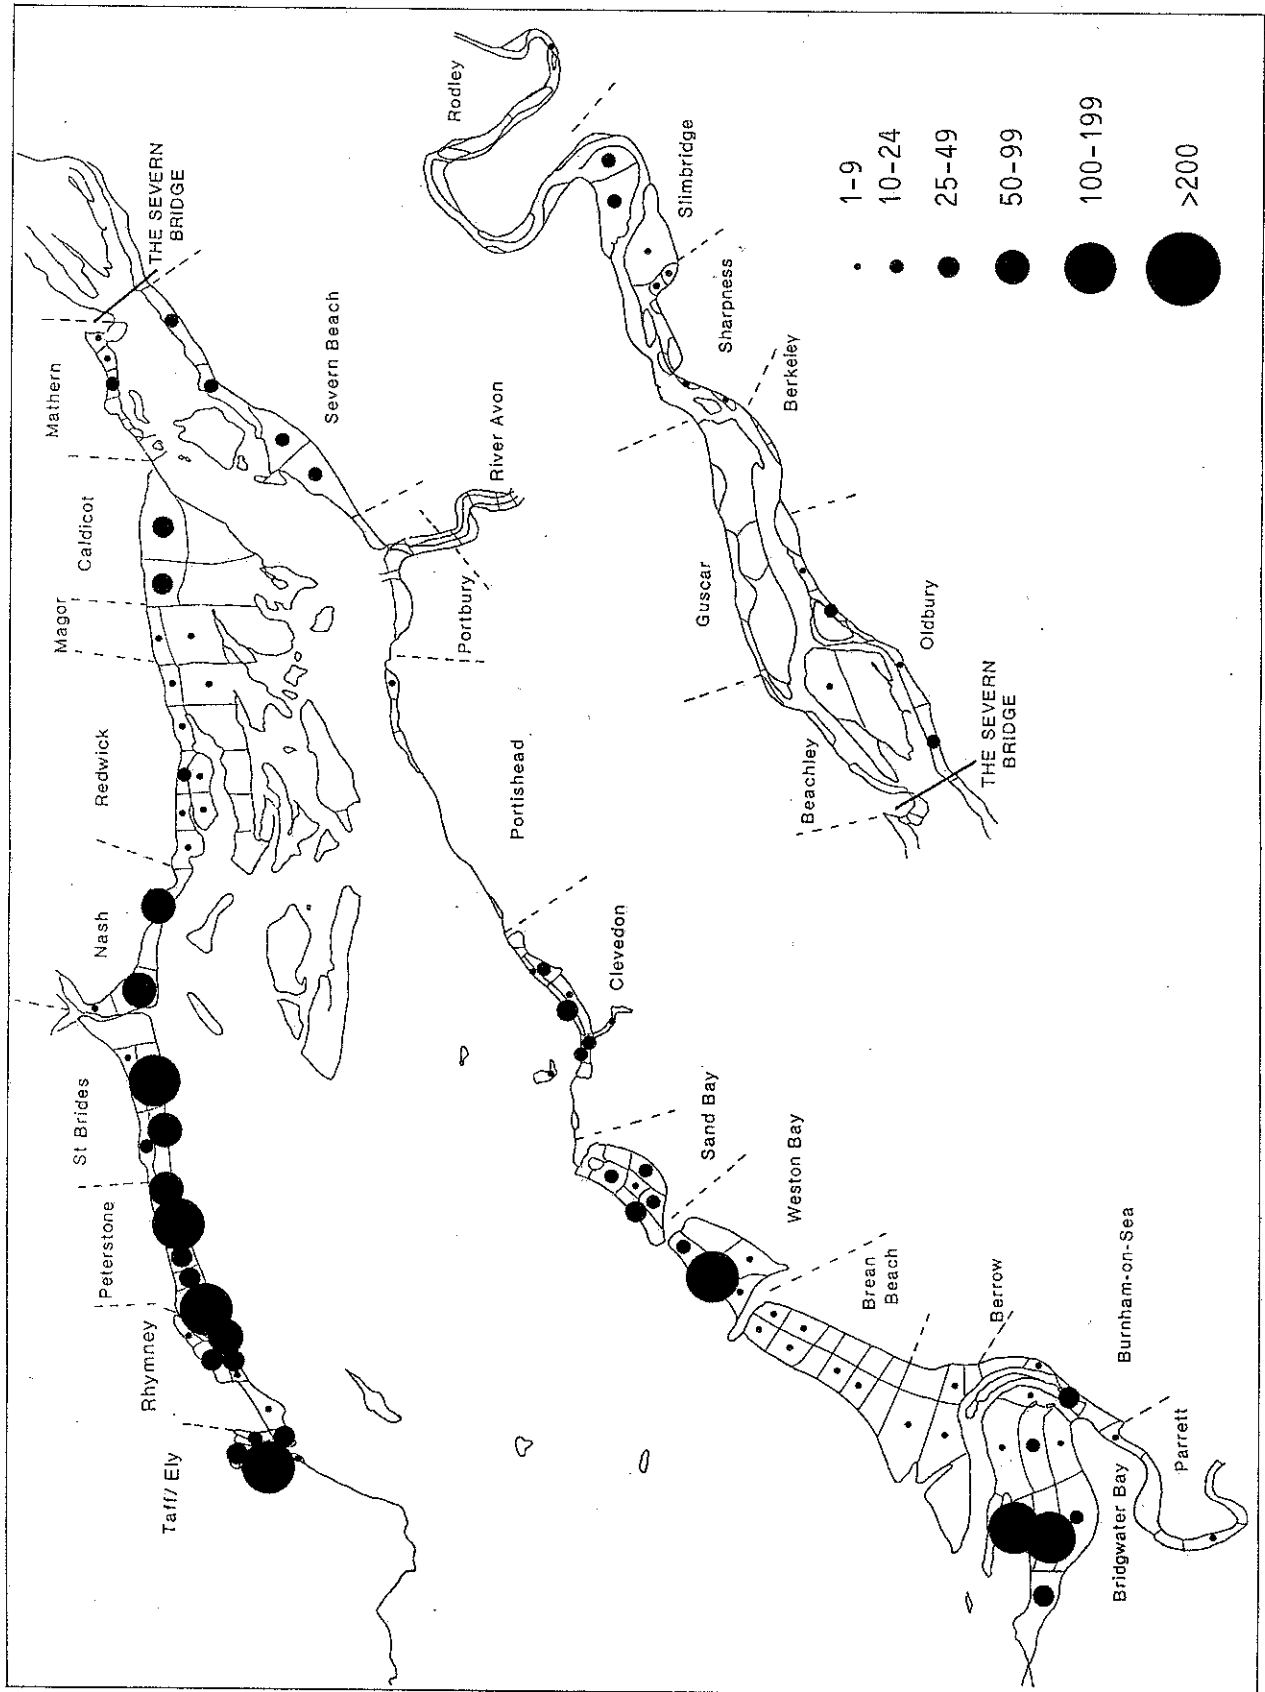 Taff/ Ely
Rhymney
Peterstone
St Brides
Nash
Redwick
Magor
Caldicot
Mathern
THE SEVERN
BRIDGE
Severn Beach
River Avon
Portbury
Portishead
Clevedon
Sand Bay
Weston Bay
Brean
Beach
Berrow
Burnham-on-Sea
Parrett
Bridgwater Bay
Rodley
Slimbridge
Sharpness
Berkeley
Guscar
Oldbury
Beachley
THE SEVERN
BRIDGE
1-9
10-24
25-49
50-99
100-199
>200